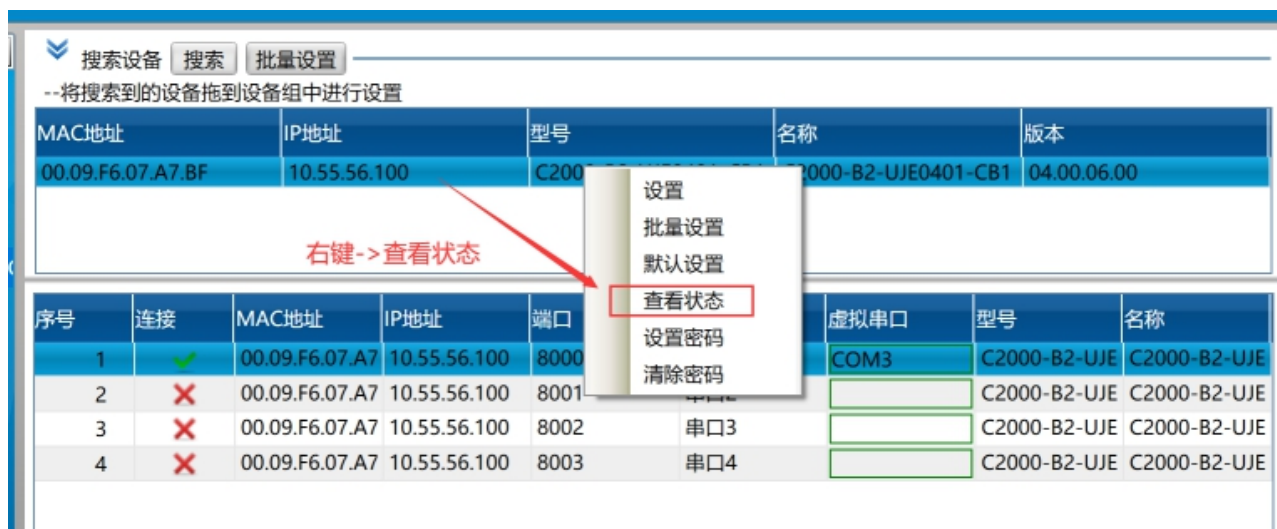 搜索设备 搜索 批量设置
--将搜索到的设备拖到设备组中进行设置
MAC地址 IP地址 型号 名称 版本
00.09.F6.07.A7.BF 10.55.56.100 C200 000-B2-UJE0401-CB1 04.00.06.00
设置
批量设置
右键->查看状态
默认设置
查看状态
设置密码
清除密码
序号 连接 MAC地址 IP地址 端口 虚拟串口 型号 名称
1 00.09.F6.07.A7 10.55.56.100 8000 COM3 C2000-B2-UJE C2000-B2-UJE
2 00.09.F6.07.A7 10.55.56.100 8001 C2000-B2-UJE C2000-B2-UJE
3 00.09.F6.07.A7 10.55.56.100 8002 串口3 C2000-B2-UJE C2000-B2-UJE
4 00.09.F6.07.A7 10.55.56.100 8003 串口4 C2000-B2-UJE C2000-B2-UJE